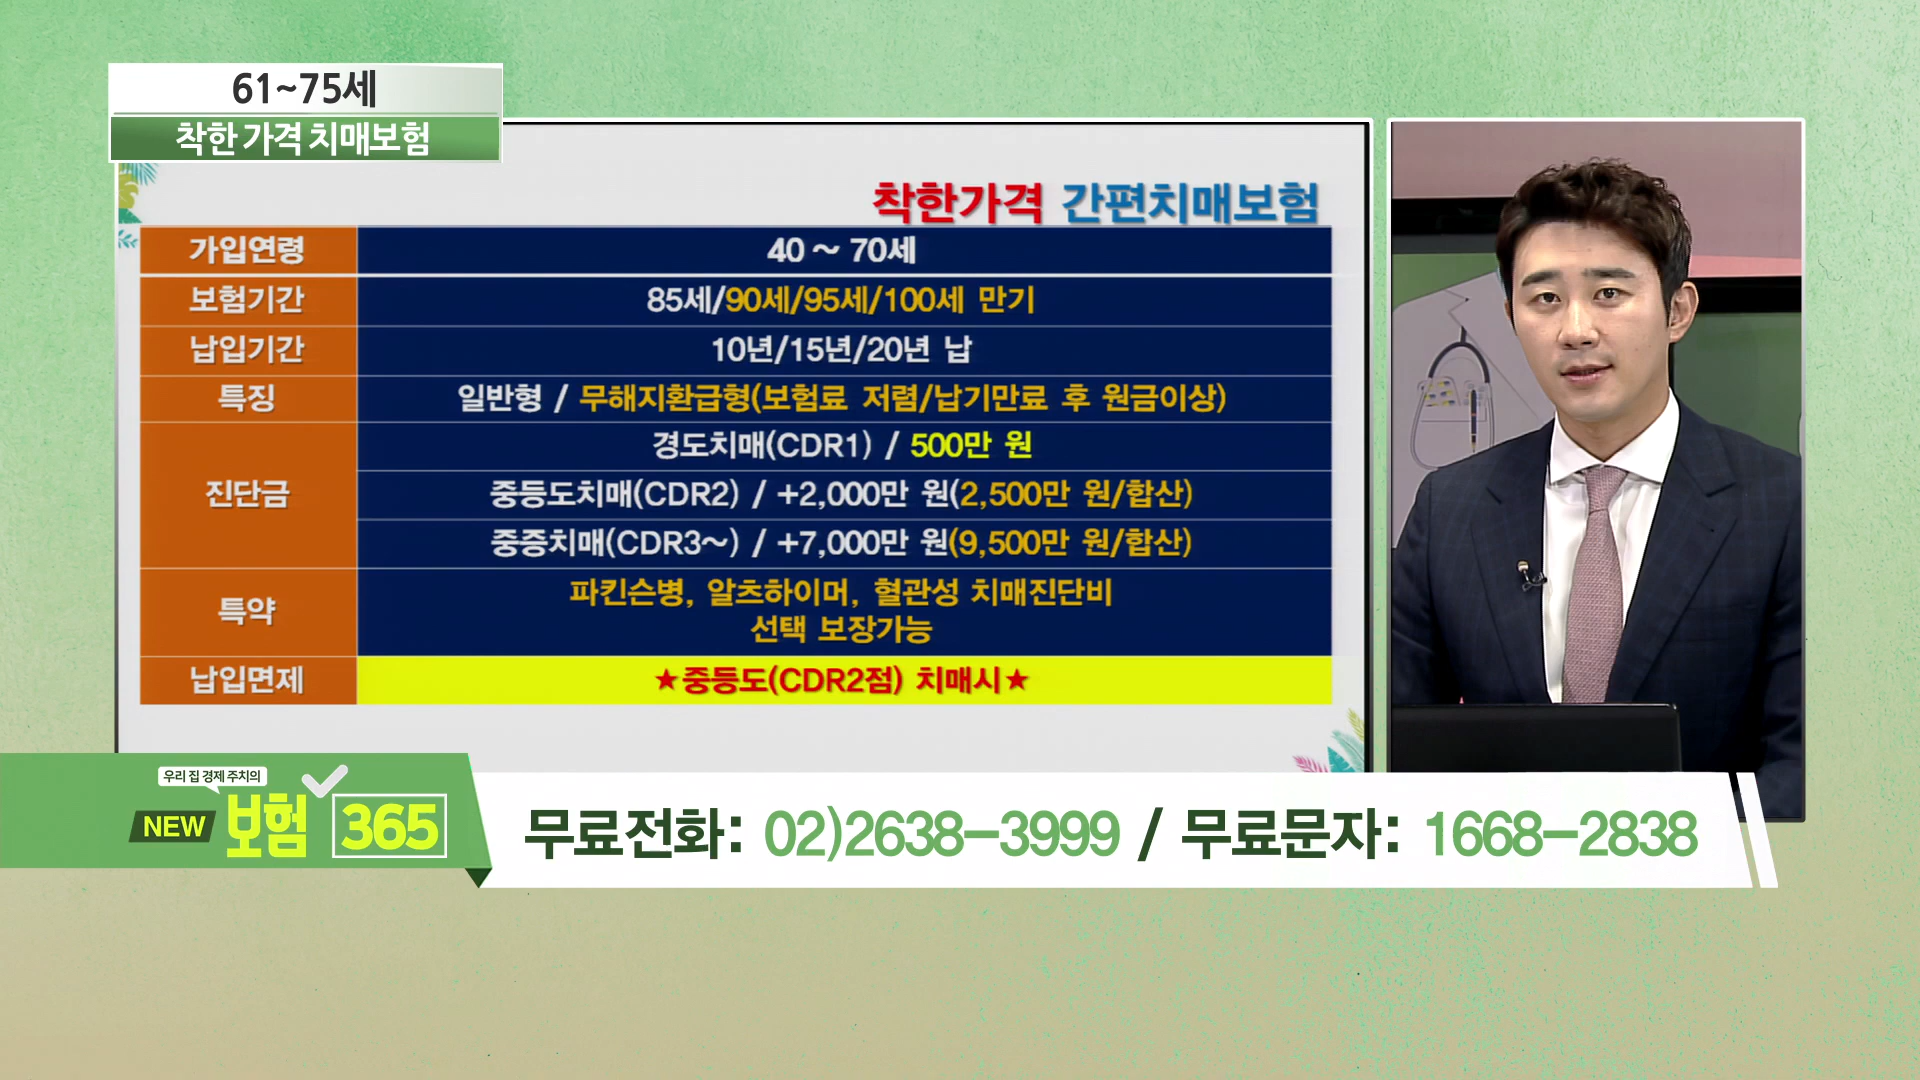 61~75세
착한 가격 치매보험
착한가격 간편치매보험
가입연령 40 ~ 70세
보험기간 85세/90세/95세/100세 만기
납입기간 10년/15년/20년 납
특징 일반형 / 무해지환급형(보험료 저렴/납기만료 후 원금이상)
진단금 경도치매(CDR1) / 500만 원
중등도치매(CDR2) / +2,000만 원(2,500만 원/합산)
중증치매(CDR3~) / +7,000만 원(9,500만 원/합산)
특약 파킨슨병, 알츠하이머, 혈관성 치매진단비
선택 보장가능
납입면제 ★중등도(CDR2점) 치매시★
우리 집 경제 주치의
NEW 보험 365
무료전화: 02)2638-3999 / 무료문자: 1668-2838